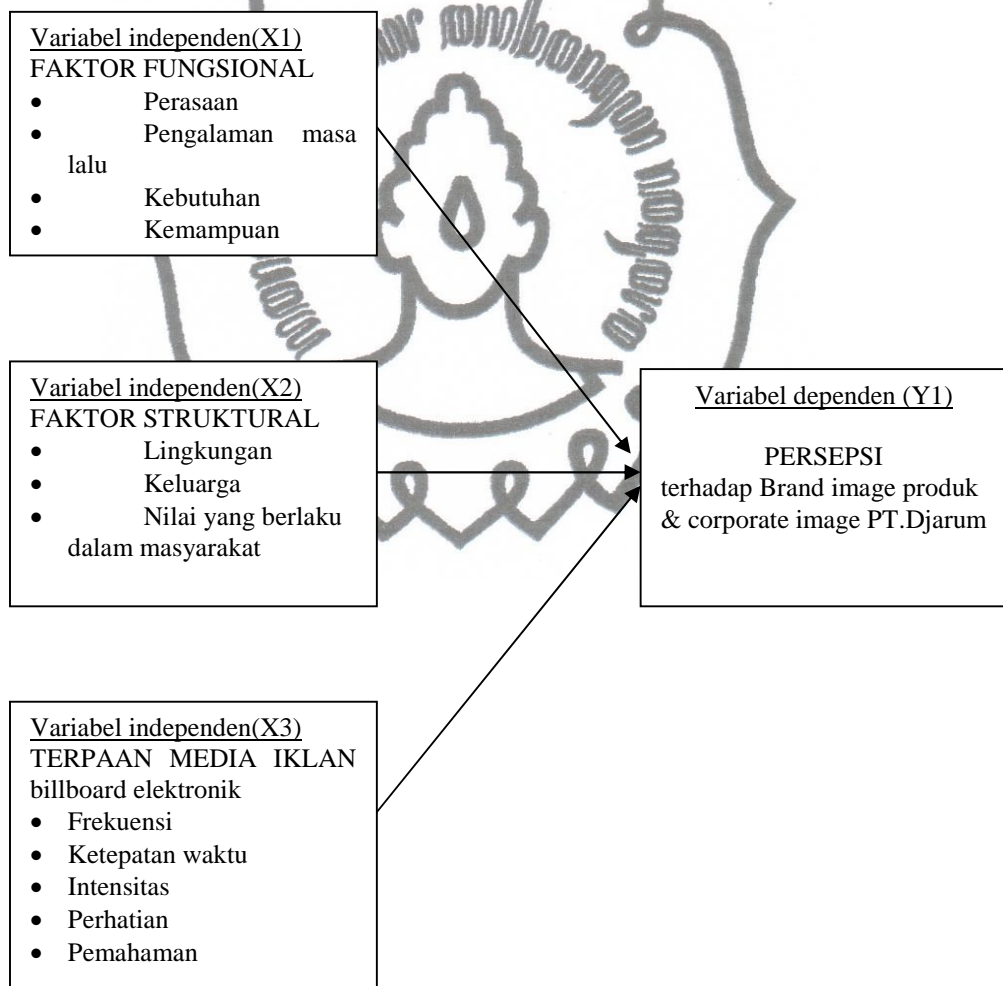 Variabel independen(X1)
FAKTOR FUNGSIONAL
• Perasaan
• Pengalaman masa
lalu
• Kebutuhan
• Kemampuan
Variabel independen(X2)
FAKTOR STRUKTURAL
• Lingkungan
• Keluarga
• Nilai yang berlaku
dalam masyarakat
Variabel independen(X3)
TERPAAN MEDIA IKLAN
billboard elektronik
• Frekuensi
• Ketepatan waktu
• Intensitas
• Perhatian
• Pemahaman
Variabel dependen (Y1)
PERSEPSI
terhadap Brand image produk
& corporate image PT.Djarum